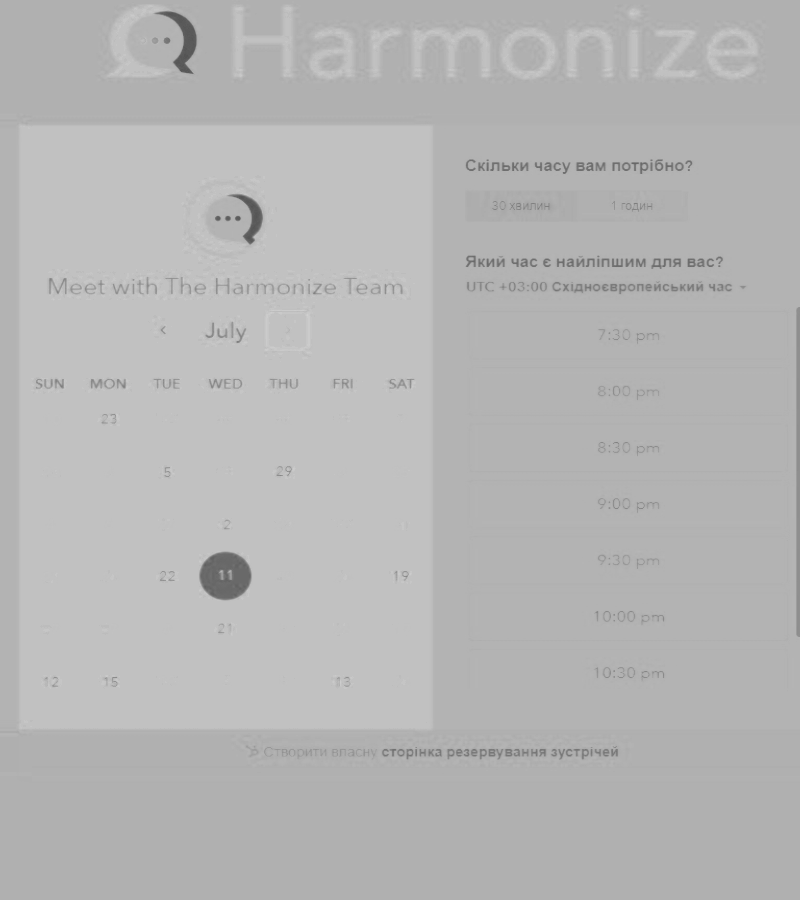 Harmonize
Meet with The Harmonize Team
‹ July
SUN MON TUE WED THU FRI SAT
23
5 29
2
22 11 19
21
12 15 13
Скільки часу вам потрібно?
30 хвилин 1 годин
Який час є найліпшим для вас?
UTC +03:00 Східноєвропейський час
7:30 pm
8:00 pm
8:30 pm
9:00 pm
9:30 pm
10:00 pm
10:30 pm
Створити власну сторінка резервування зустрічей